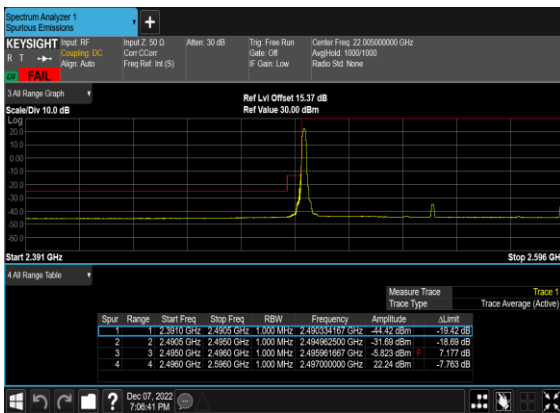 Spectrum Analyzer 1
Spurious Emissions
KEYSIGHT Input: RF Input Z: 50 Ω Atten: 30 dB Trig: Free Run Center Freq: 22.005000000 GHz
R T Coupling: DC Corr CCorr Gate: Off Avg|Hold: 1000/1000
Align: Auto Freq Ref: Int (S) IF Gain: Low Radio Std: None
LV FAIL
3 All Range Graph
Ref Lvl Offset 15.37 dB
Scale/Div 10.0 dB Ref Value 30.00 dBm
Log
20.0
10.0
0.00
-10.0
-20.0
-30.0
-40.0
-50.0
-60.0
Start 2.391 GHz Stop 2.596 GH
4 All Range Table
Measure Trace Trace 1
Trace Type Trace Average (Active)
Spur Range Start Freq Stop Freq RBW Frequency Amplitude ΔLimit
1 1 2.3910 GHz 2.4905 GHz 1.000 MHz 2.490334167 GHz -44.42 dBm -19.42 dB
2 2 2.4905 GHz 2.4950 GHz 1.000 MHz 2.494962500 GHz -31.69 dBm -18.69 dB
3 3 2.4950 GHz 2.4960 GHz 1.000 MHz 2.495961667 GHz -5.823 dBm F 7.177 dB
4 4 2.4960 GHz 2.5960 GHz 1.000 MHz 2.497000000 GHz 22.24 dBm -7.763 dB
Dec 07, 2022
7:06:41 PM